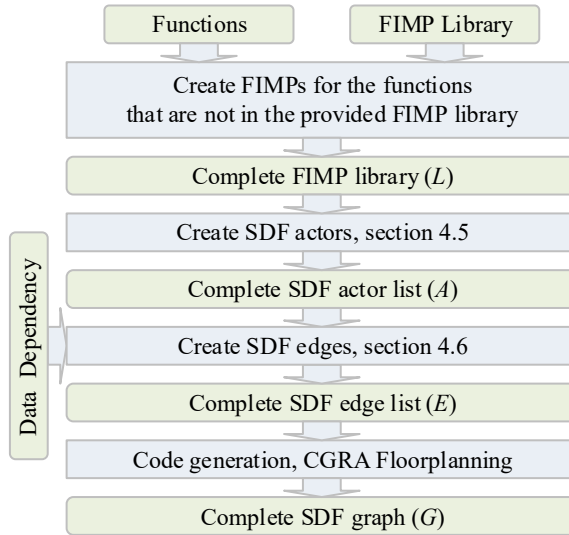 Functions
FIMP Library
Create FIMPs for the functions
that are not in the provided FIMP library
Complete FIMP library (L)
Create SDF actors, section 4.5
Complete SDF actor list (A)
Data Dependency
Create SDF edges, section 4.6
Complete SDF edge list (E)
Code generation, CGRA Floorplanning
Complete SDF graph (G)